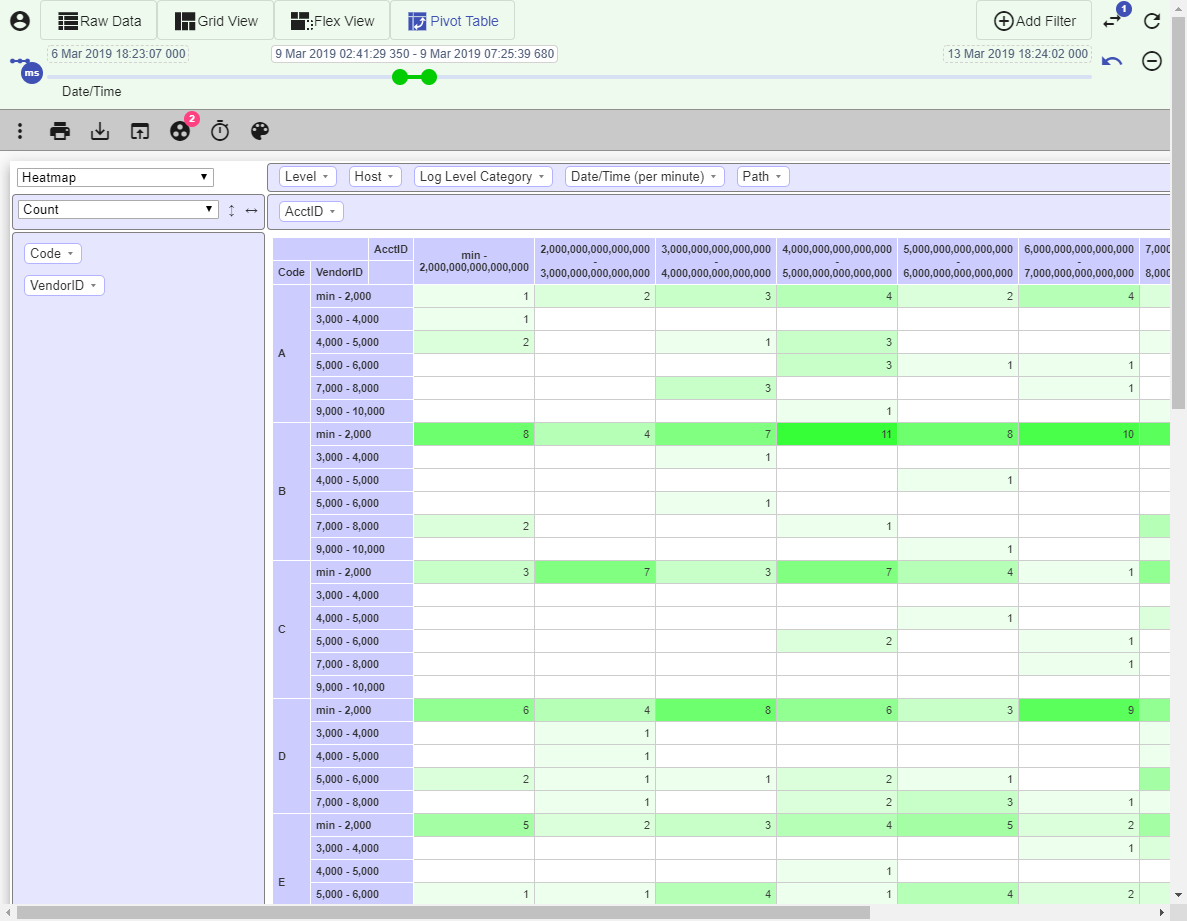 Raw Data Grid View Flex View Pivot Table Add Filter 1
6 Mar 2019 18:23:07 000 9 Mar 2019 02:41:29 350 - 9 Mar 2019 07:25:39 680 13 Mar 2019 18:24:02 000
ms
Date/Time
2
Heatmap Level Host Log Level Category Date/Time (per minute) Path
Count AcctID
Code
VendorID
AcctID
min -
2,000,000,000,000,000
2,000,000,000,000,000
-
3,000,000,000,000,000
3,000,000,000,000,000
-
4,000,000,000,000,000
4,000,000,000,000,000
-
5,000,000,000,000,000
5,000,000,000,000,000
-
6,000,000,000,000,000
6,000,000,000,000,000
-
7,000,000,000,000,000
7,000
8,000
Code VendorID
A
min - 2,000 1 2 3 4 2 4
3,000 - 4,000 1
4,000 - 5,000 2 1 3
5,000 - 6,000 3 1 1
7,000 - 8,000 3 1
9,000 - 10,000 1
B
min - 2,000 8 4 7 11 8 10
3,000 - 4,000 1
4,000 - 5,000 1
5,000 - 6,000 1
7,000 - 8,000 2 1
9,000 - 10,000 1
C
min - 2,000 3 7 3 7 4 1
3,000 - 4,000
4,000 - 5,000 1
5,000 - 6,000 2 1
7,000 - 8,000 1
9,000 - 10,000
D
min - 2,000 6 4 8 6 3 9
3,000 - 4,000 1
4,000 - 5,000 1
5,000 - 6,000 2 1 1 2 1
7,000 - 8,000 1 2 3 1
E
min - 2,000 5 2 3 4 5 2
3,000 - 4,000 1
4,000 - 5,000 1
5,000 - 6,000 1 1 4 1 4 2